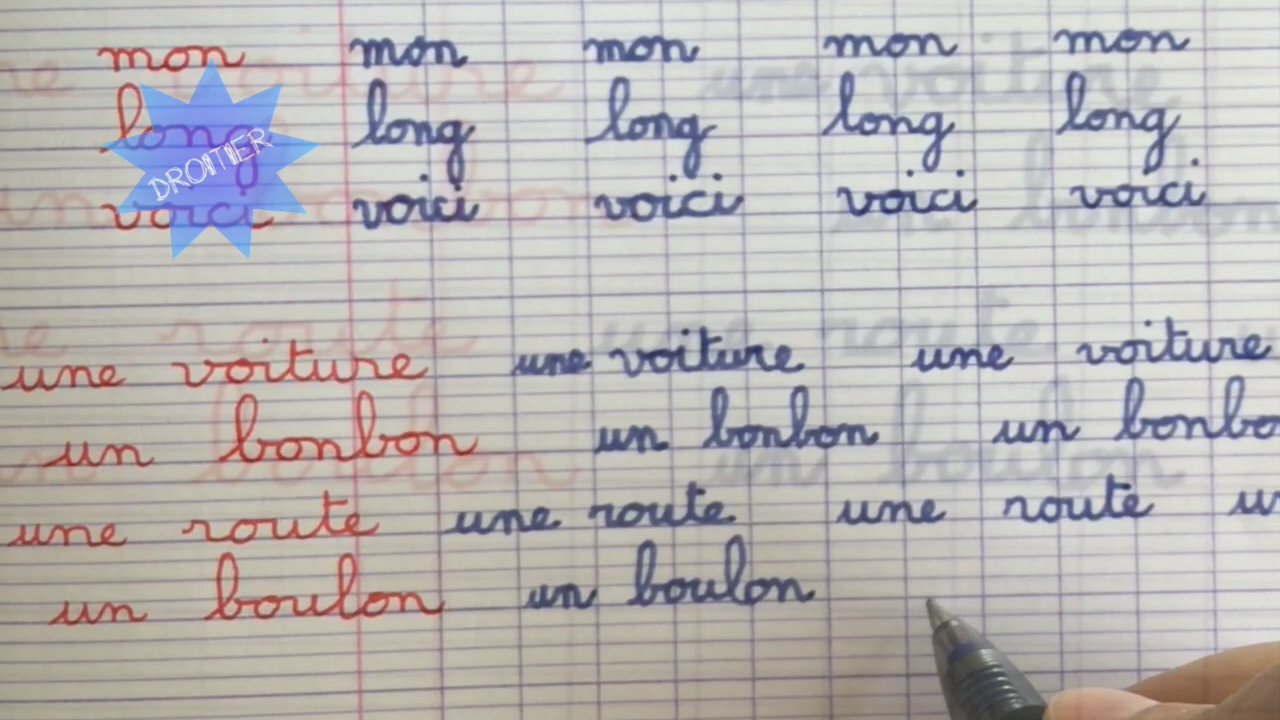 mon mon mon mon mon
long long long long long
DROITIER
voici voici voici voici voici
une voiture une voiture une voiture
un bonbon un bonbon un bonbo
une route une route une route u
un boulon un boulon